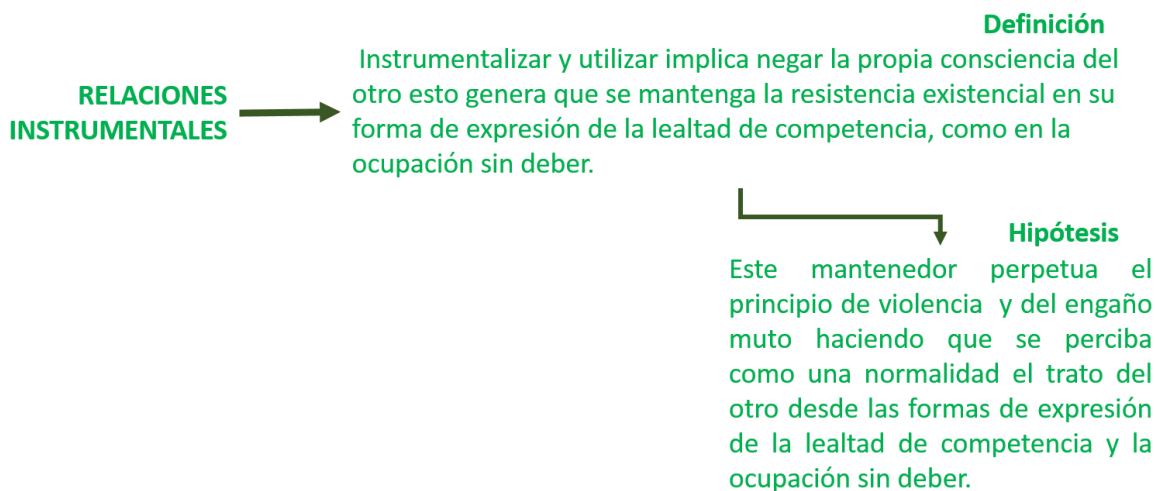 RELACIONES
INSTRUMENTALES
Definición
Instrumentalizar y utilizar implica negar la propia consciencia del
otro esto genera que se mantenga la resistencia existencial en su
forma de expresión de la lealtad de competencia, como en la
ocupación sin deber.
Hipótesis
Este mantenedor perpetua el
principio de violencia y del engaño
muto haciendo que se perciba
como una normalidad el trato del
otro desde las formas de expresión
de la lealtad de competencia y la
ocupación sin deber.